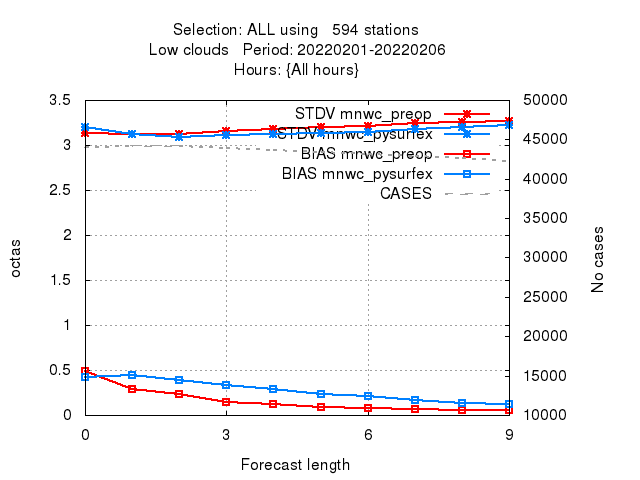 Selection: ALL using 594 stations
Low clouds Period: 20220201-20220206
Hours: {All hours}
3.5
3
2.5
2
1.5
1
0.5
0
octas
50000
45000
40000
35000
30000
25000
20000
15000
10000
No cases
STDV mnwc_preop
STDV mnwc_pysurfex
BIAS mnwc_preop
BIAS mnwc_pysurfex
CASES
0 3 6 9
Forecast length